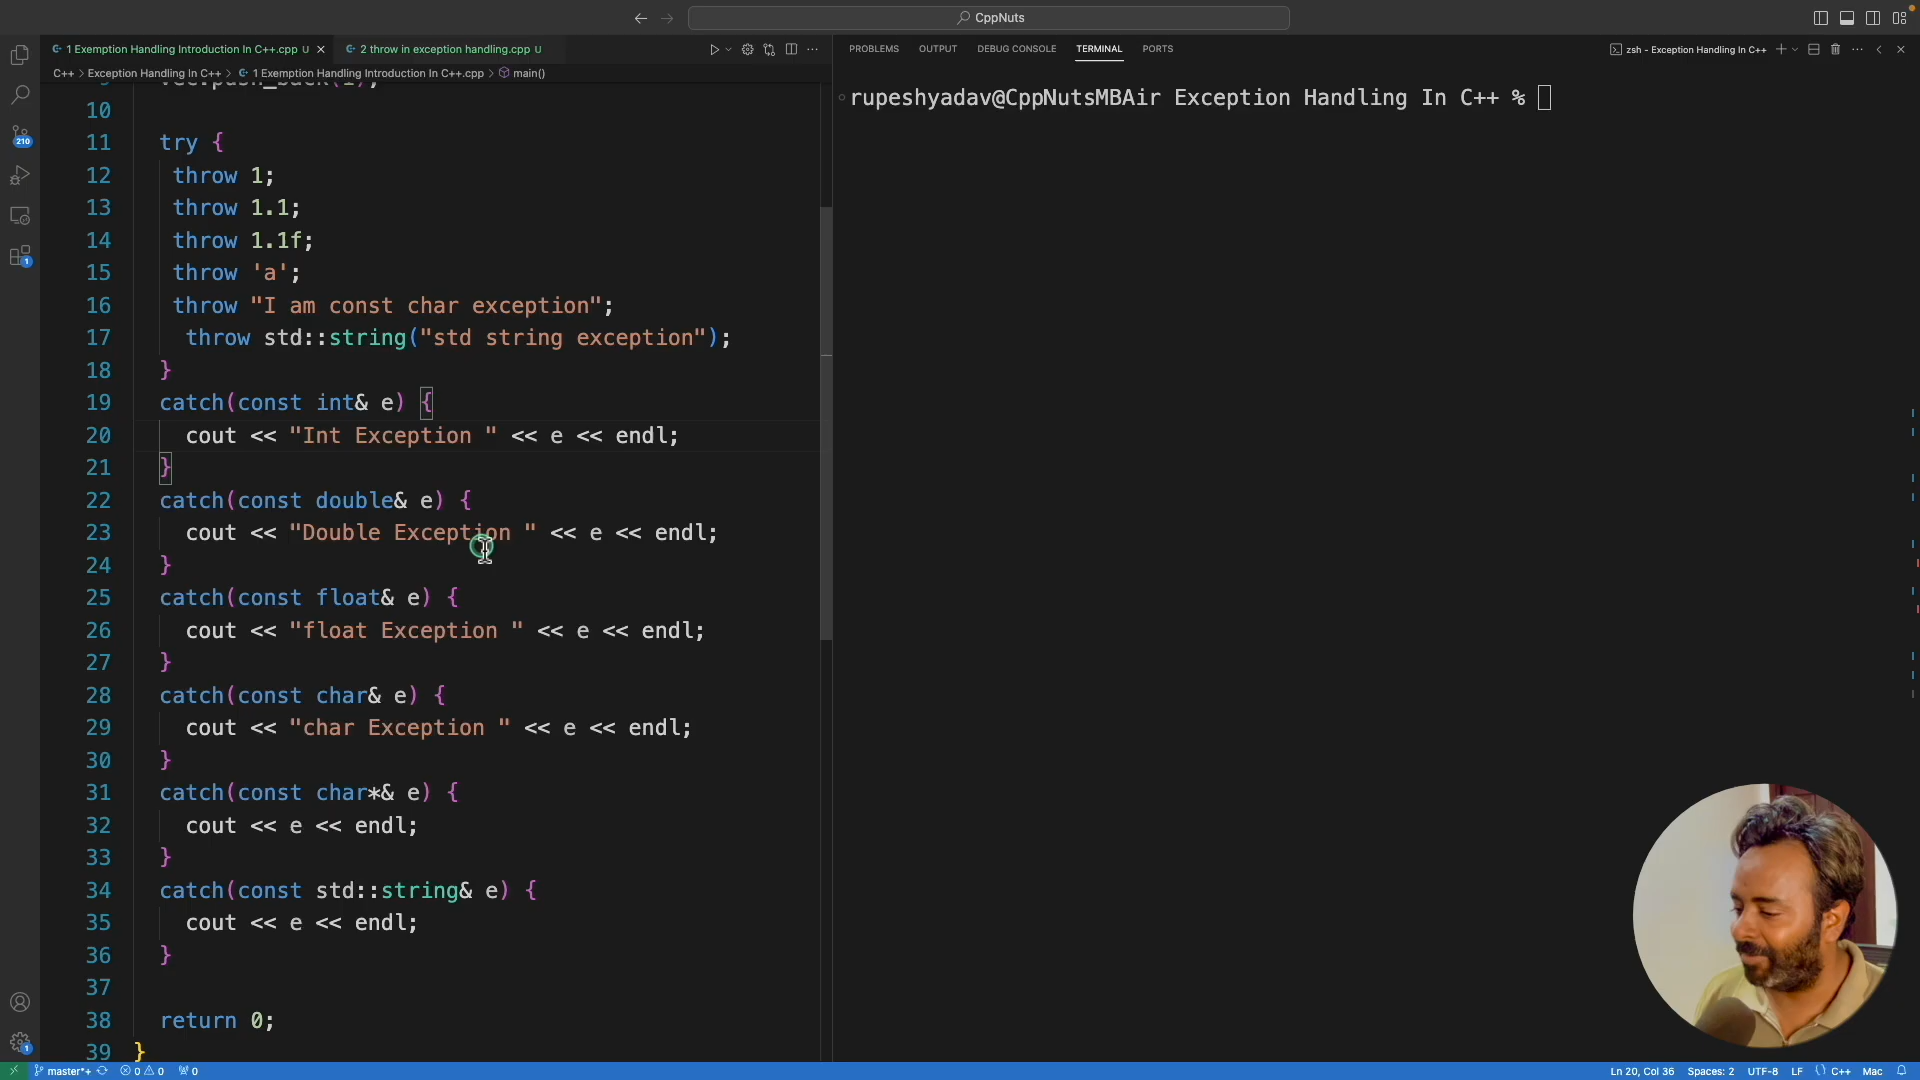 CppNuts
1 Exemption Handling Introduction In C++.cpp U
2 throw in exception handling.cpp U
C++ > Exception Handling In C++ > 1 Exemption Handling Introduction In C++.cpp > main()
10
11 try {
12 throw 1;
13 throw 1.1;
14 throw 1.1f;
15 throw 'a';
16 throw "I am const char exception";
17 throw std::string("std string exception");
18 }
19 catch(const int& e) {
20 cout << "Int Exception " << e << endl;
21 }
22 catch(const double& e) {
23 cout << "Double Exception " << e << endl;
24 }
25 catch(const float& e) {
26 cout << "float Exception " << e << endl;
27 }
28 catch(const char& e) {
29 cout << "char Exception " << e << endl;
30 }
31 catch(const char*& e) {
32 cout << e << endl;
33 }
34 catch(const std::string& e) {
35 cout << e << endl;
36 }
37
38 return 0;
39 }
PROBLEMS OUTPUT DEBUG CONSOLE TERMINAL PORTS
zsh - Exception Handling In C++
rupeshyadav@CppNutsMBAir Exception Handling In C++ %
210
1
1
master*+ 0 0 0
Ln 20, Col 36 Spaces: 2 UTF-8 LF C++ Mac